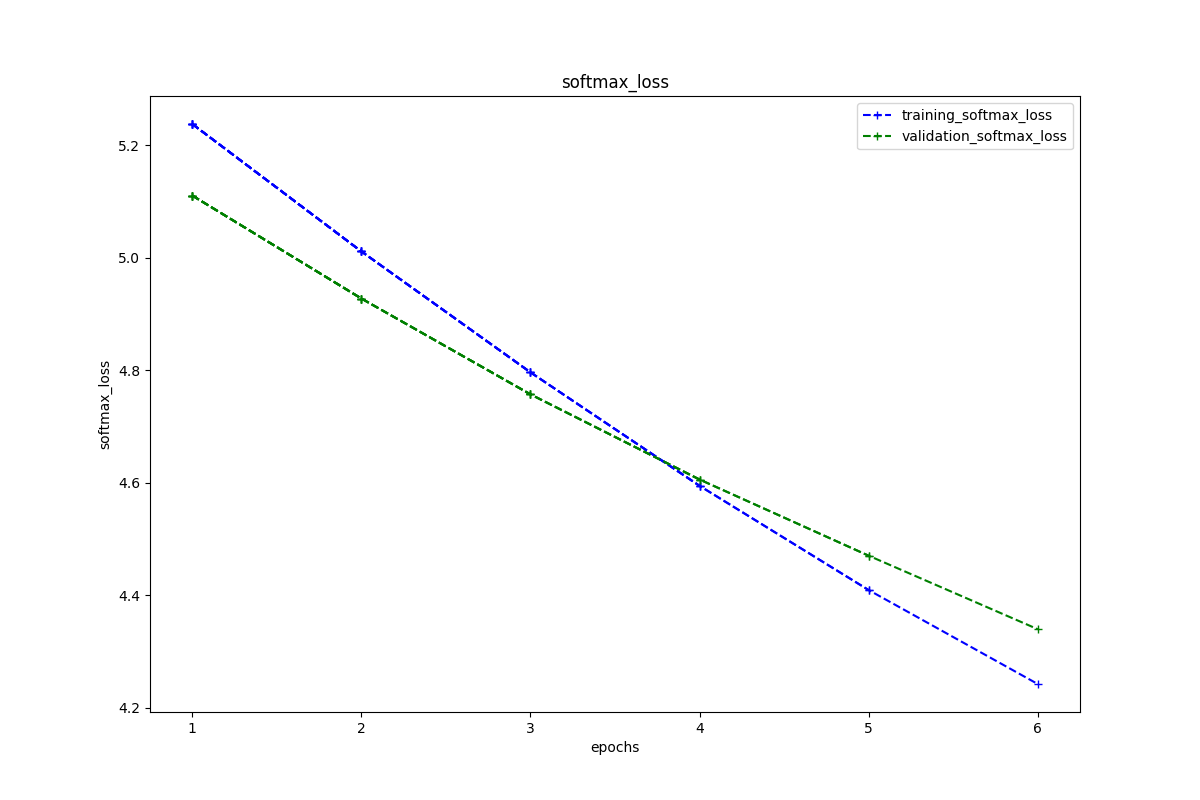 softmax_loss
training_softmax_loss
validation_softmax_loss
5.2
5.0
4.8
4.6
4.4
4.2
softmax_loss
1 2 3 4 5 6
epochs